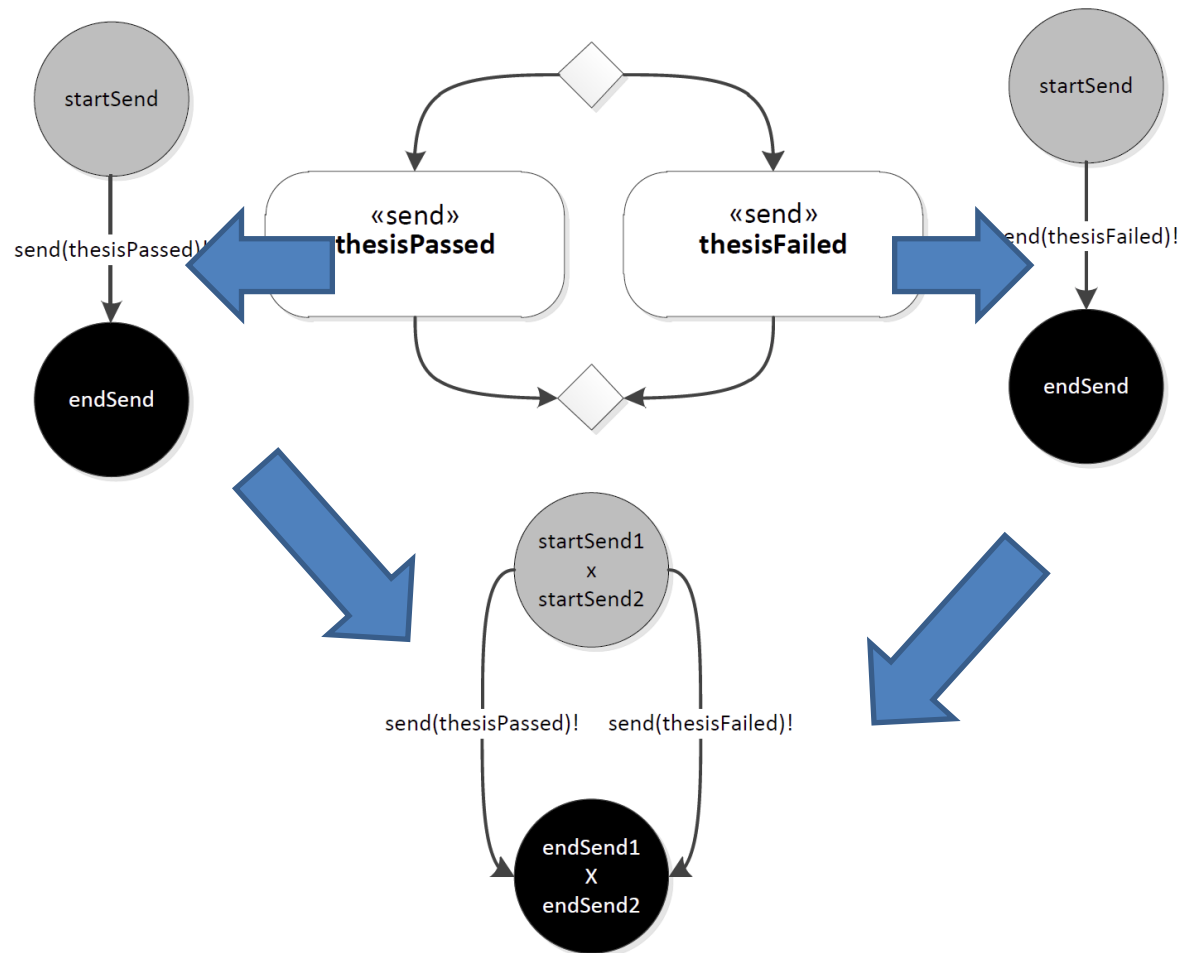 startSend
startSend
«send»
thesisPassed
«send»
thesisFailed
send(thesisPassed)!
end(thesisFailed)!
endSend
endSend
startSend1
x
startSend2
send(thesisPassed)!
send(thesisFailed)!
endSend1
X
endSend2